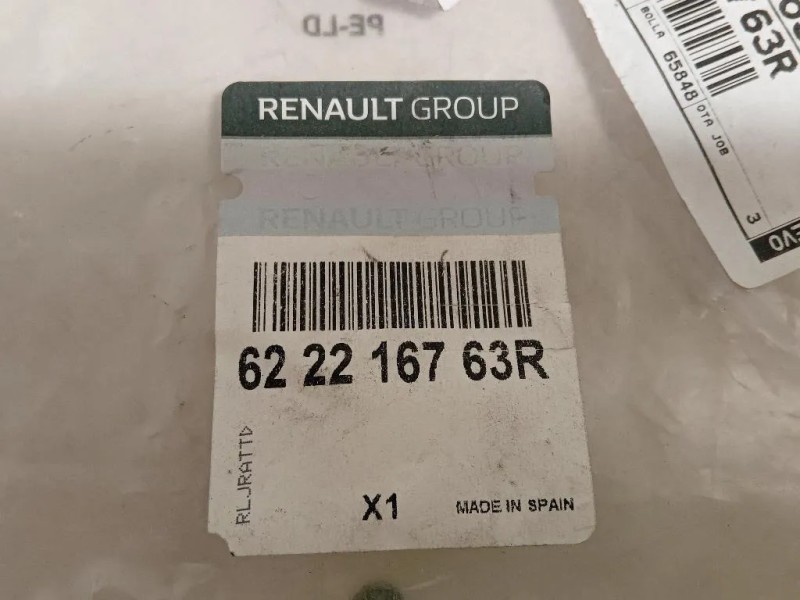 PE-LD
63R
BOLLA 65848 OTA JOB
3
RENAULT GROUP
RENAULT GROUP
RENAULT GROUP
62 22 167 63R
RLJRATTD
X1 MADE IN SPAIN